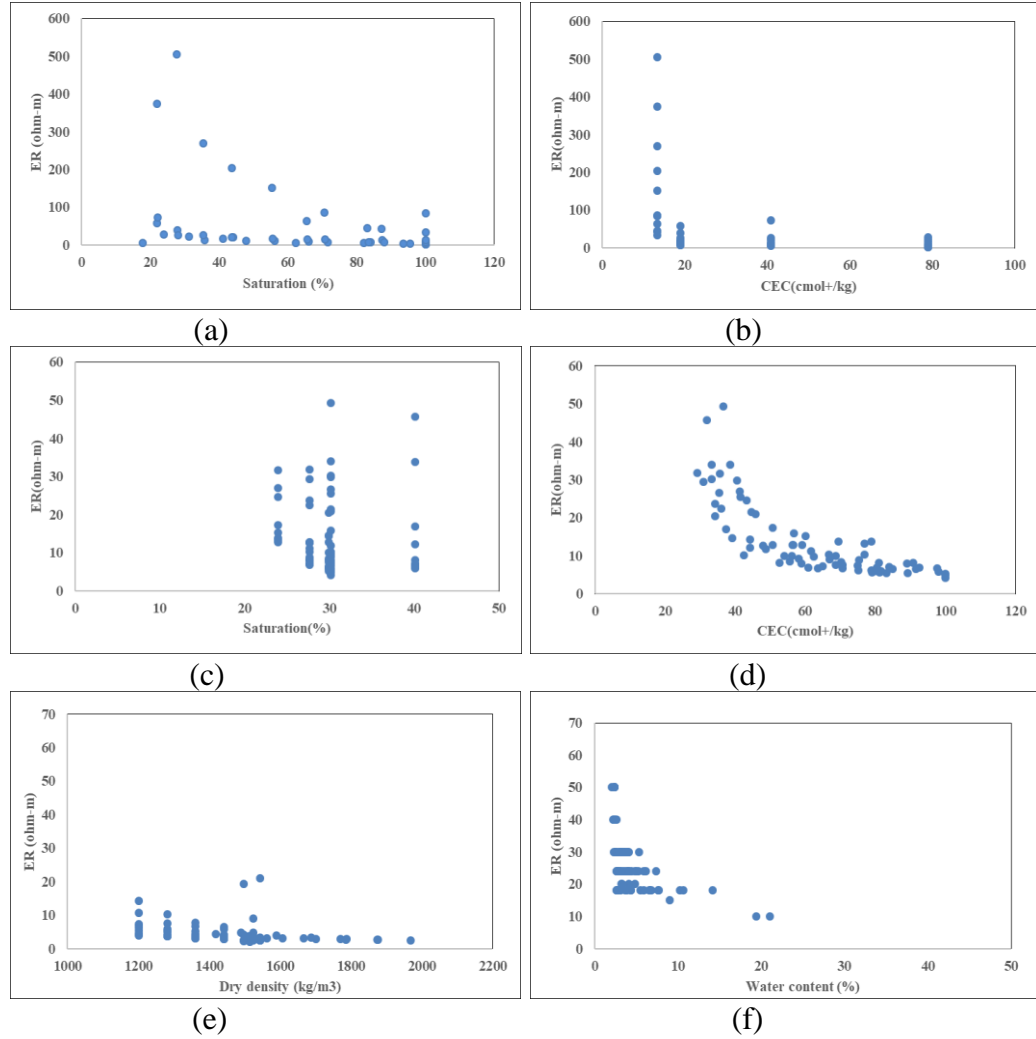 600
500
400
300
200
100
0
0 20 40 60 80 100 120
ER (ohm-m)
Saturation (%)
(a)
600
500
400
300
200
100
0
0 20 40 60 80 100
ER(ohm-m)
CEC(cmol+/kg)
(b)
60
50
40
30
20
10
0
0 10 20 30 40 50
ER(ohm-m)
Saturation(%)
(c)
60
50
40
30
20
10
0
0 20 40 60 80 100 120
ER(ohm-m)
CEC(cmol+/kg)
(d)
70
60
50
40
30
20
10
0
1000 1200 1400 1600 1800 2000 2200
ER (ohm-m)
Dry density (kg/m3)
(e)
70
60
50
40
30
20
10
0
0 10 20 30 40 50
ER (ohm-m)
Water content (%)
(f)